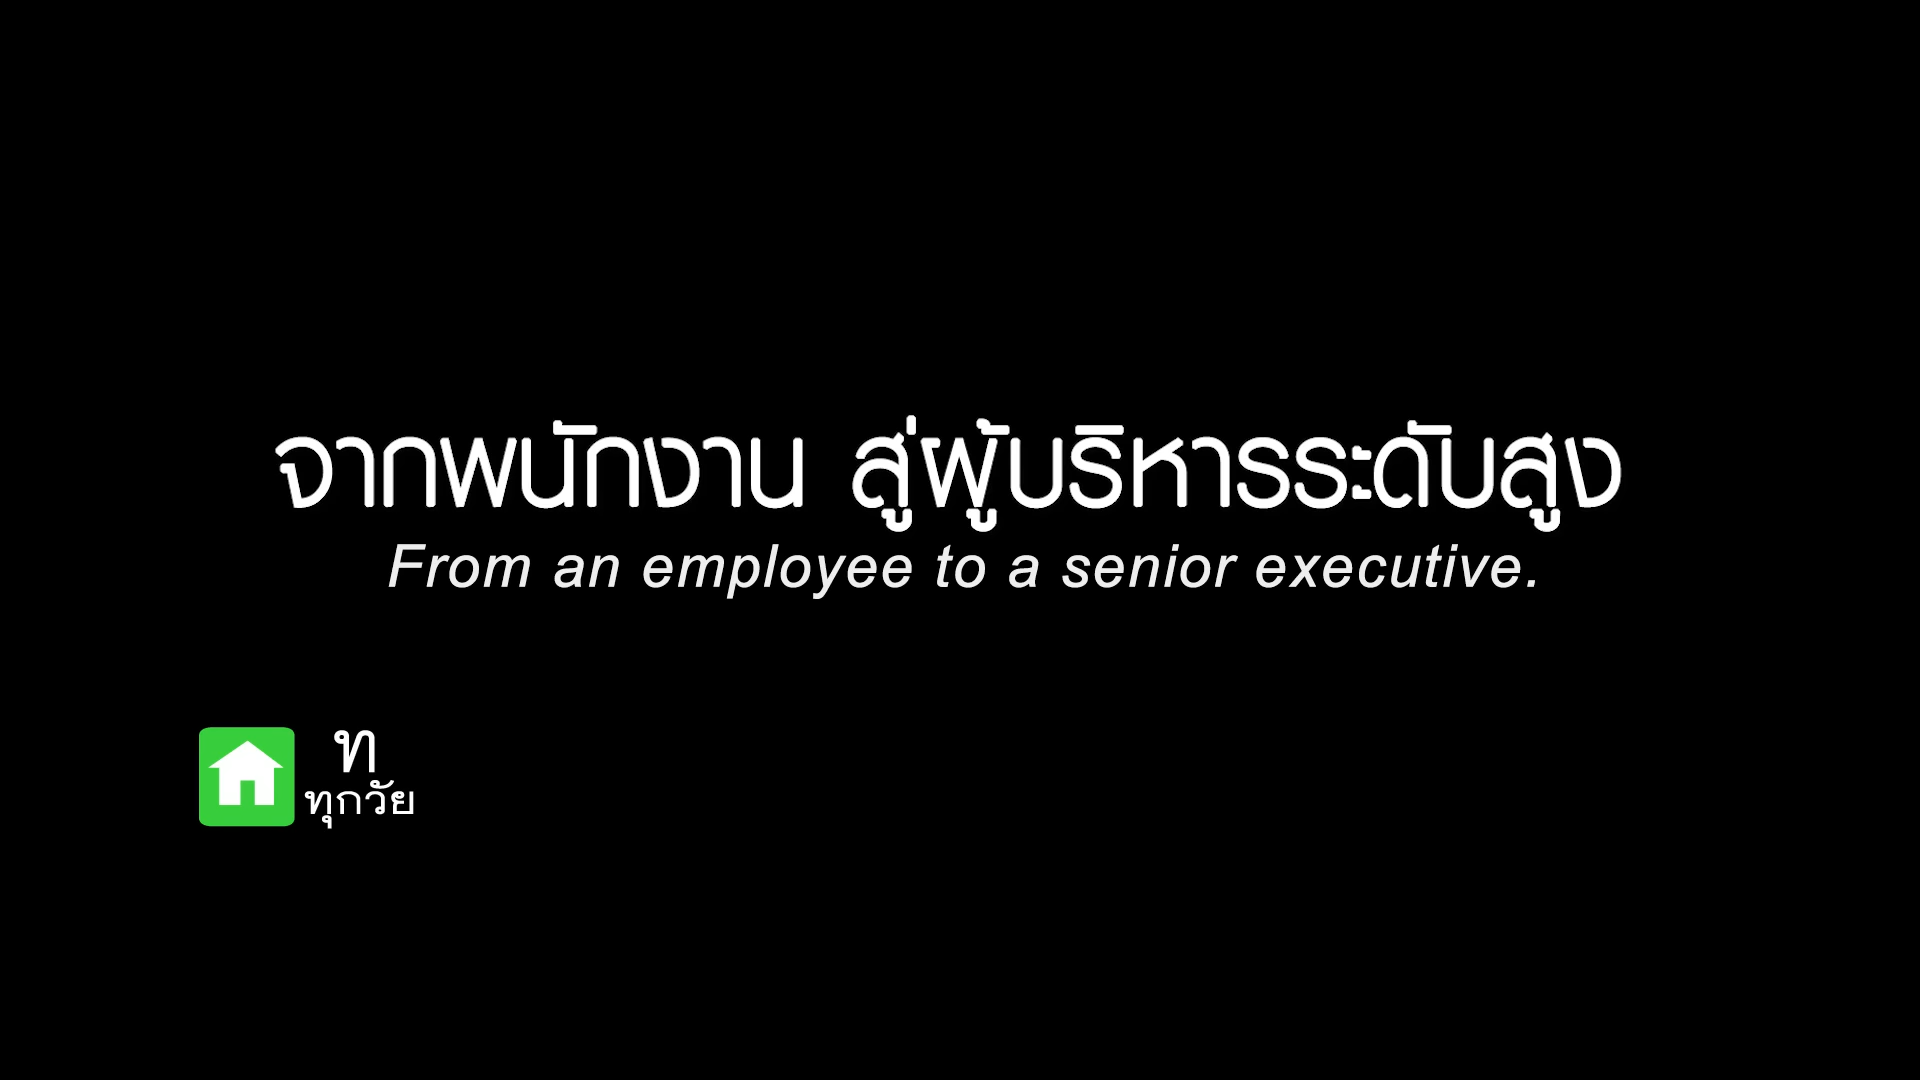 จากพนักงาน สู่ผู้บริหารระดับสูง
From an employee to a senior executive.
ท
ทุกวัย